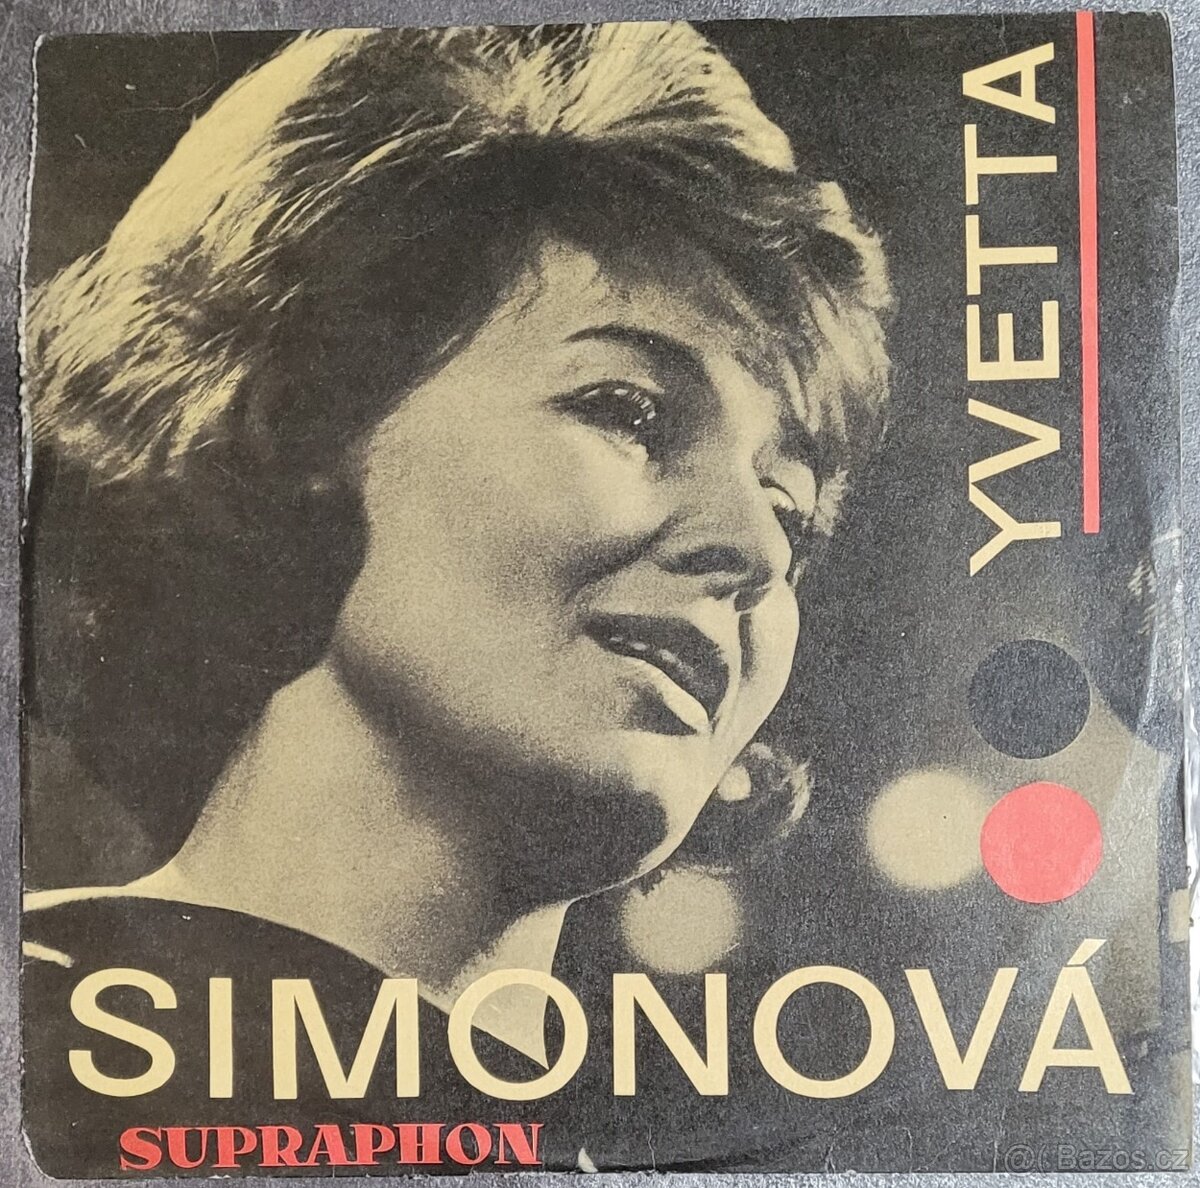 YVETTA
SIMONOVÁ
SUPRAPHON
@( Bazos.cz